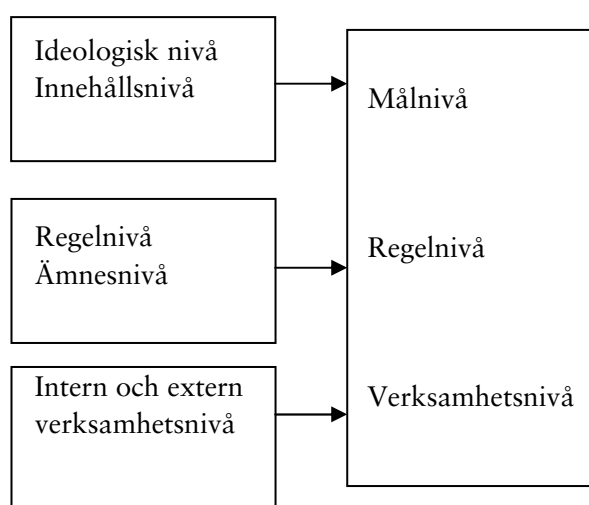 Ideologisk nivå
Innehållsnivå
Målnivå
Regelnivå
Ämnesnivå
Regelnivå
Intern och extern
verksamhetsnivå
Verksamhetsnivå